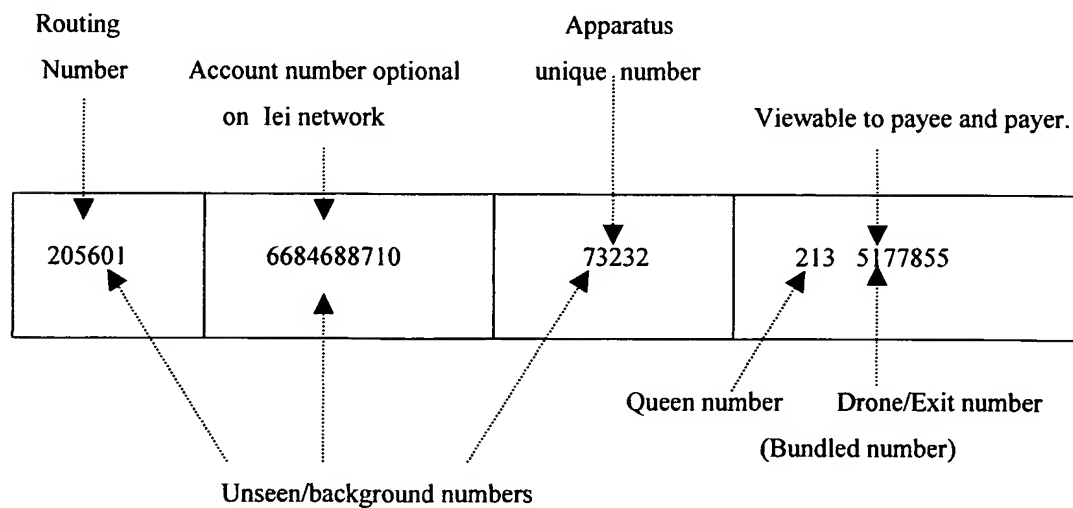 Routing
Number
Account number optional
on Iei network
Apparatus
unique number
Viewable to payee and payer.
205601
6684688710
73232
213 5177855
Queen number
Drone/Exit number
(Bundled number)
Unseen/background numbers